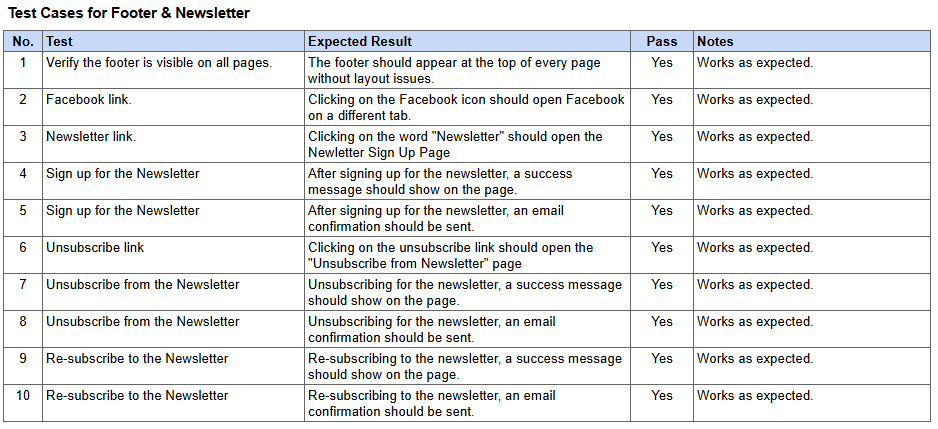 Test Cases for Footer & Newsletter
No. Test Expected Result Pass Notes
1 Verify the footer is visible on all pages. The footer should appear at the top of every page Yes Works as expected.
without layout issues.
2 Facebook link. Clicking on the Facebook icon should open Facebook Yes Works as expected.
on a different tab.
3 Newsletter link. Clicking on the word "Newsletter" should open the Yes Works as expected.
Newletter Sign Up Page
4 Sign up for the Newsletter After signing up for the newsletter, a success Yes Works as expected.
message should show on the page.
5 Sign up for the Newsletter After signing up for the newsletter, an email Yes Works as expected.
confirmation should be sent.
6 Unsubscribe link Clicking on the unsubscribe link should open the Yes Works as expected.
"Unsubscribe from Newsletter" page
7 Unsubscribe from the Newsletter Unsubscribing for the newsletter, a success message Yes Works as expected.
should show on the page.
8 Unsubscribe from the Newsletter Unsubscribing for the newsletter, an email Yes Works as expected.
confirmation should be sent.
9 Re-subscribe to the Newsletter Re-subscribing to the newsletter, a success message Yes Works as expected.
should show on the page.
10 Re-subscribe to the Newsletter Re-subscribing to the newsletter, an email Yes Works as expected.
confirmation should be sent.